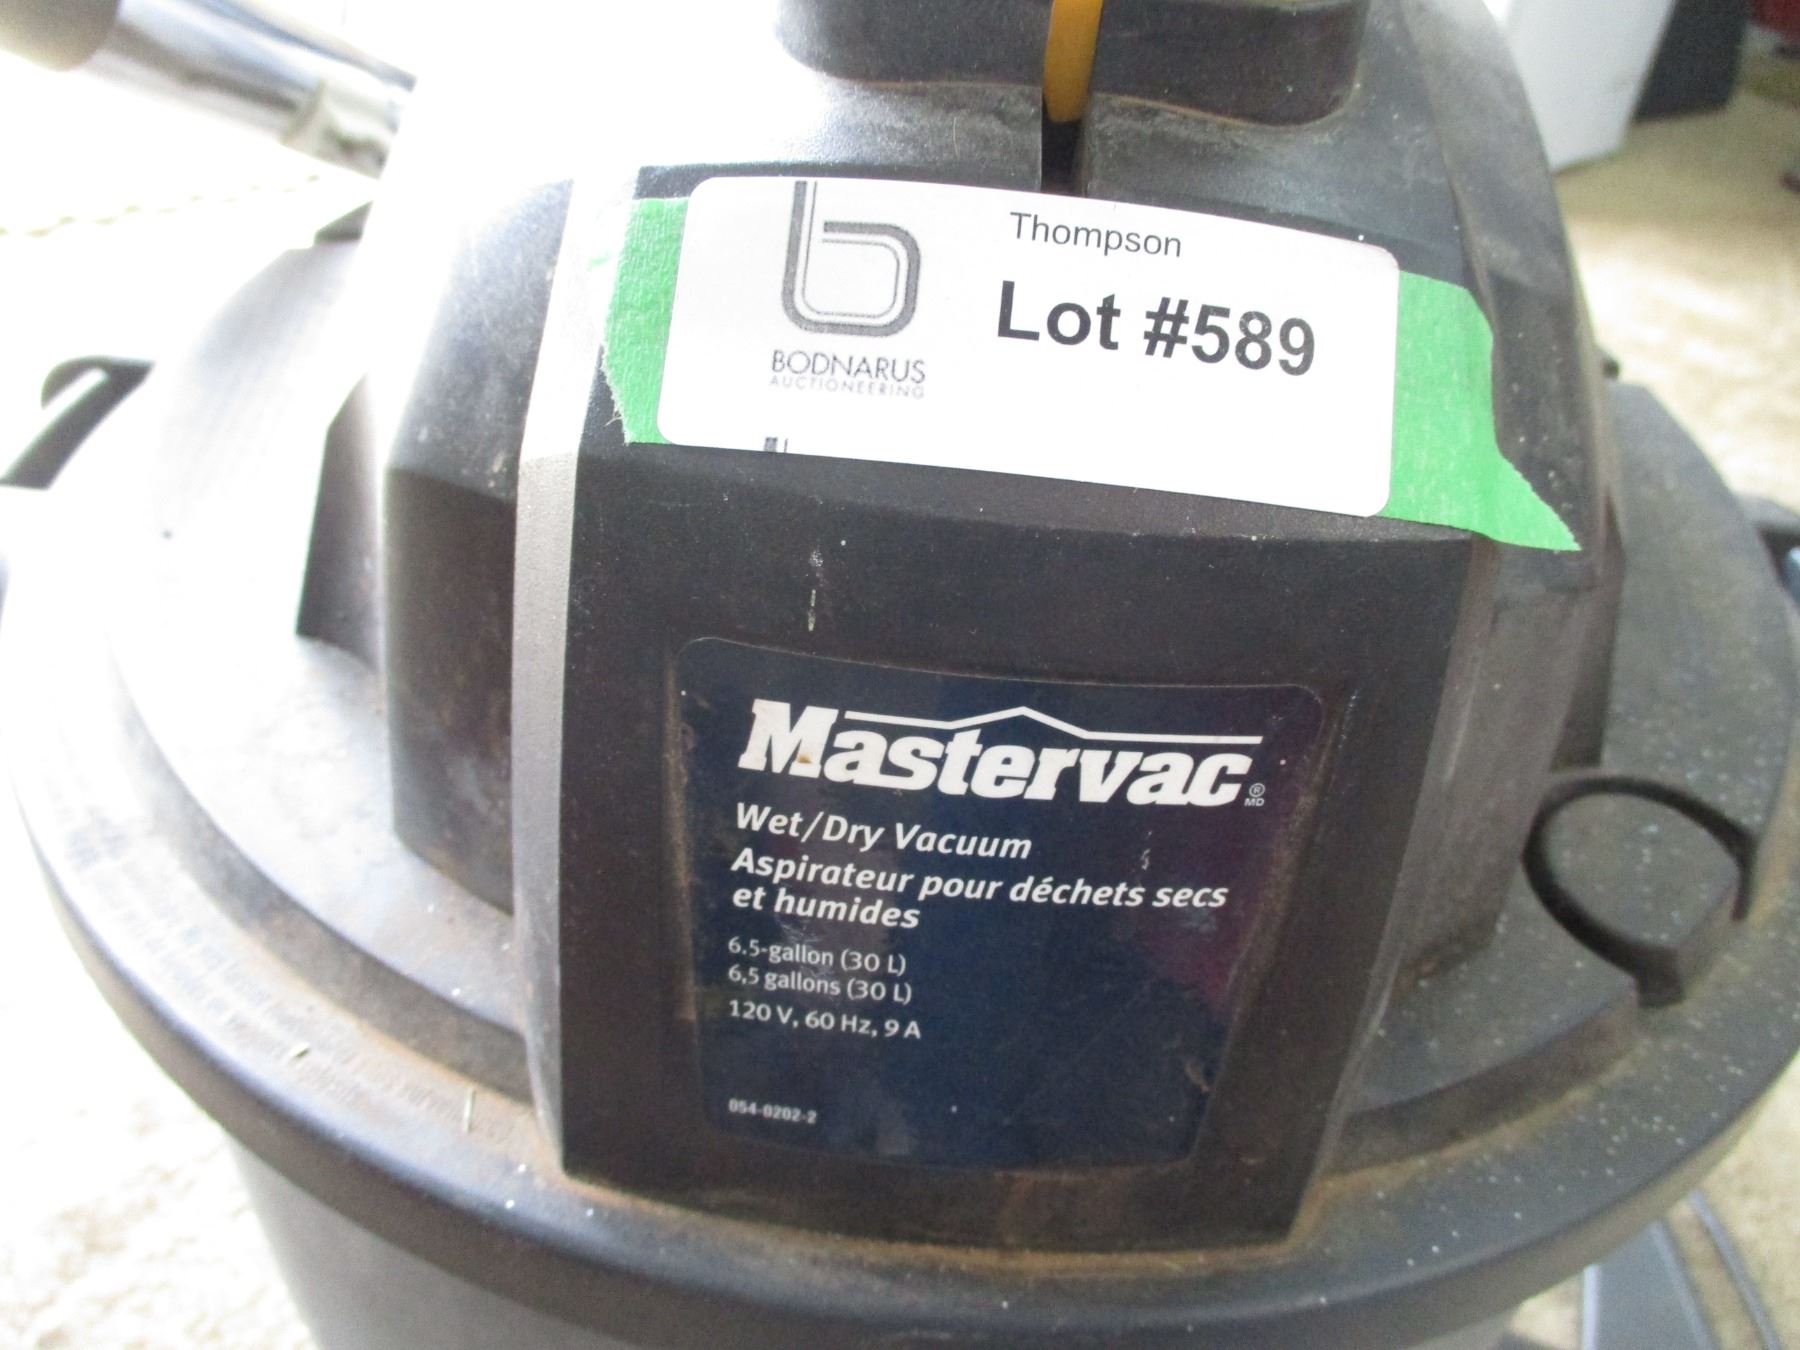 Thompson
Lot #589
BODNARUS
AUCTIONEERING
Mastervac®
MD
Wet/Dry Vacuum
Aspirateur pour déchets secs
et humides
6.5-gallon (30 L)
6,5 gallons (30 L)
120 V, 60 Hz, 9 A
054-0202-2